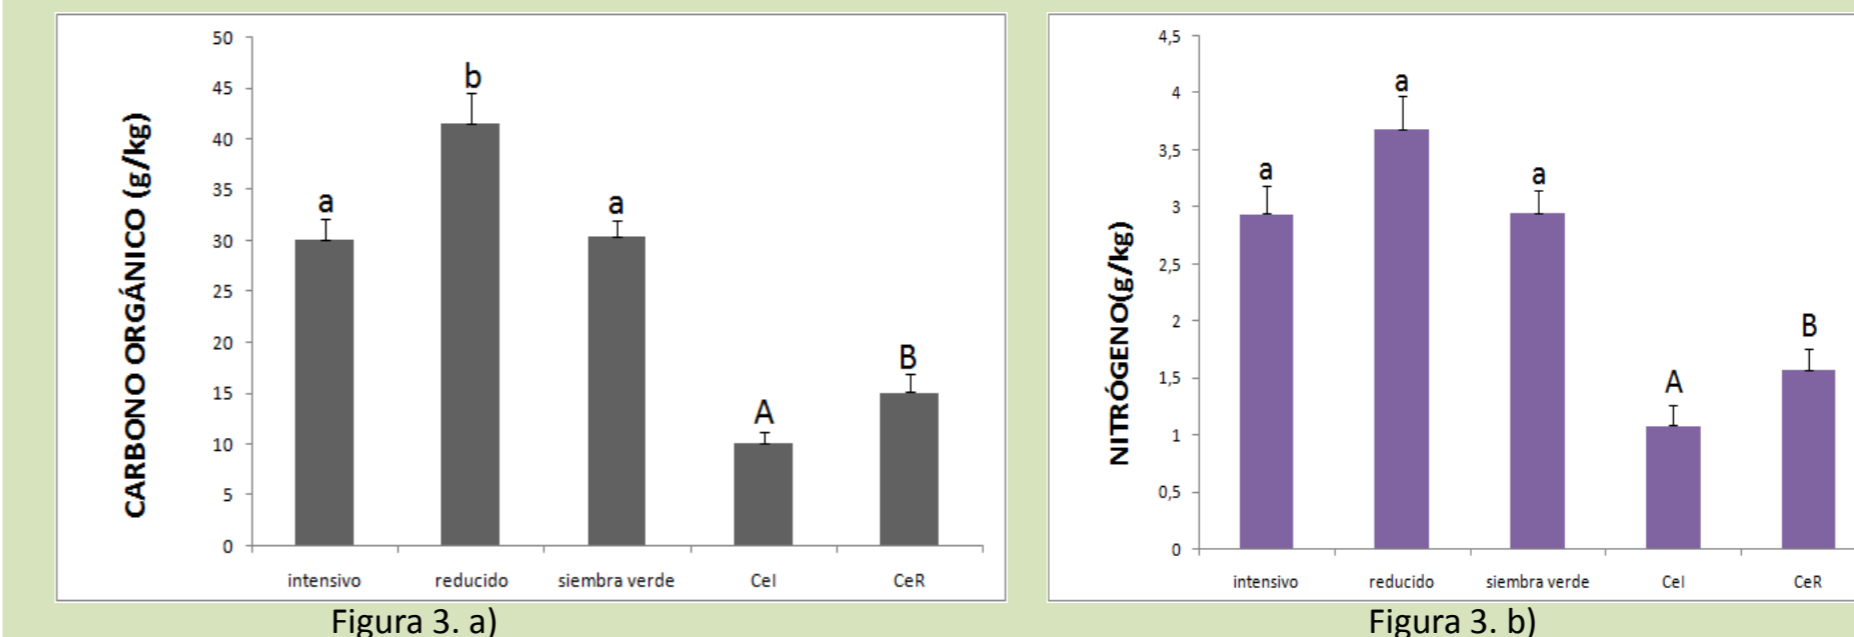 CARBONO ORGÁNICO (g/kg)
50
45
40
35
30
25
20
15
10
5
0
a
b
a
A
B
intensivo reducido siembra verde CeI CeR
Figura 3. a)
NITRÓGENO(g/kg)
4,5
4
3,5
3
2,5
2
1,5
1
0,5
0
a
a
a
A
B
intensivo reducido siembra verde CeI CeR
Figura 3. b)